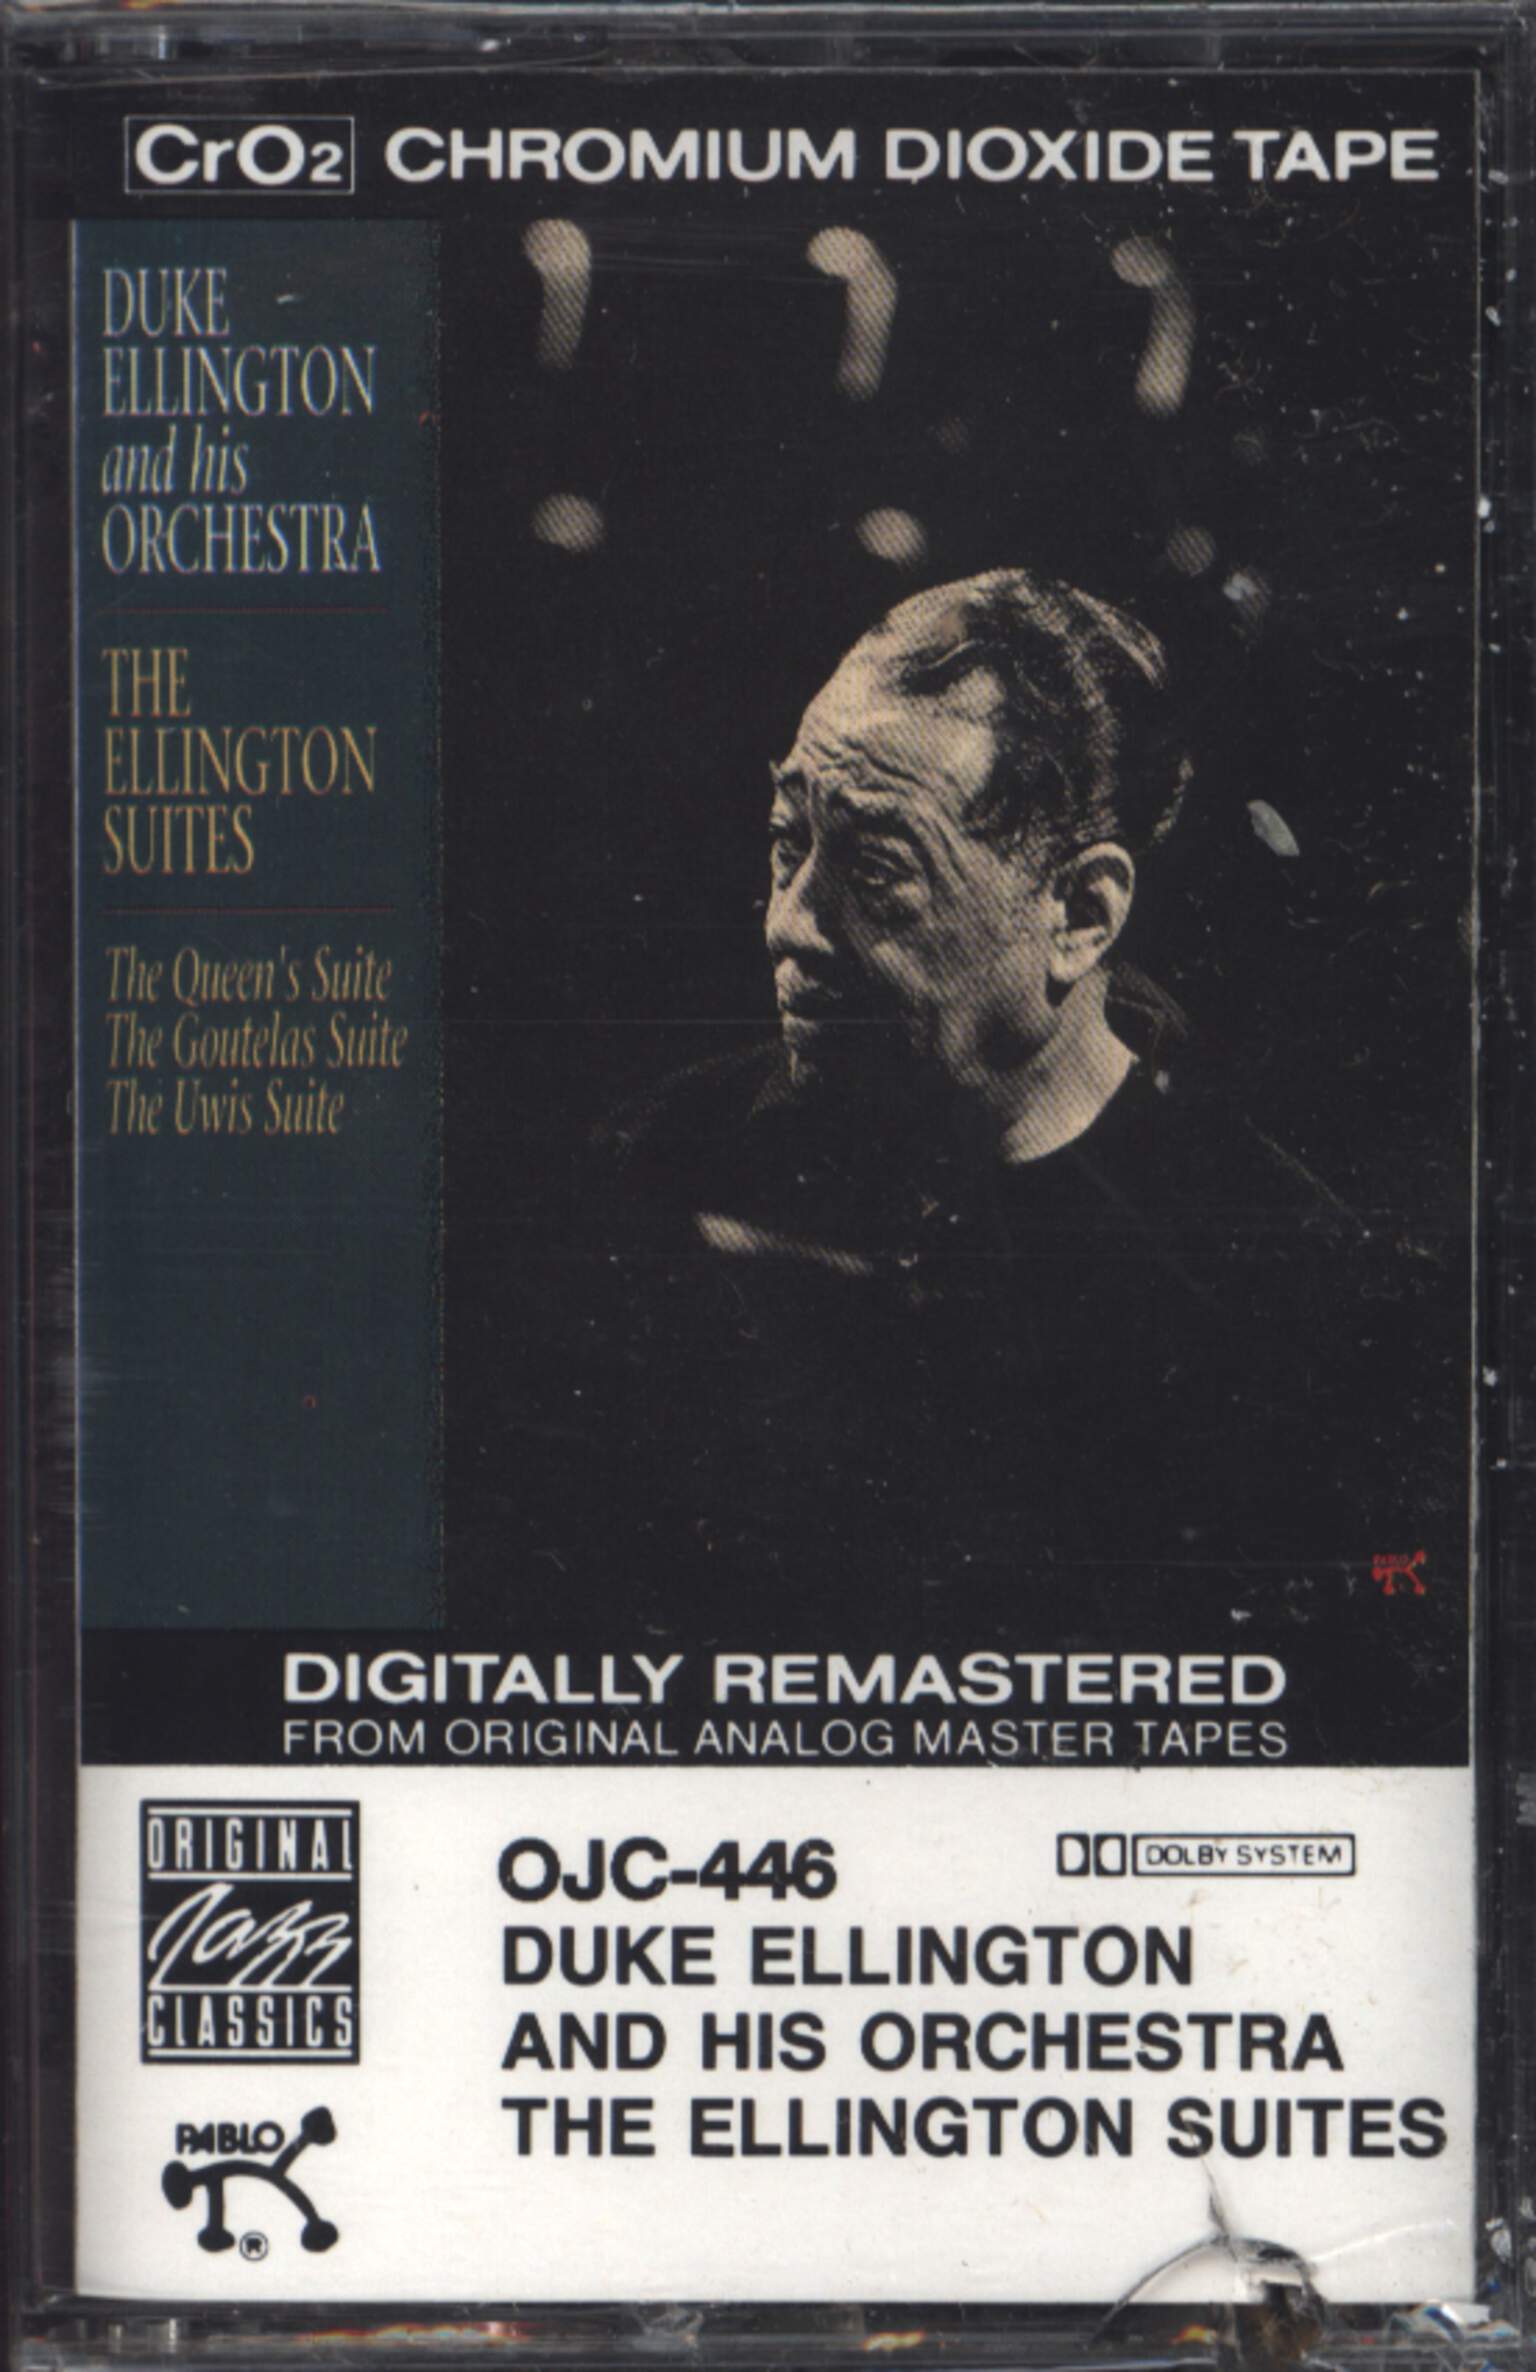 CrO2 CHROMIUM DIOXIDE TAPE
DUKE
ELLINGTON
and his
ORCHESTRA
THE
ELLINGTON
SUITES
The Queen's Suite
The Goutelas Suite
The Uwis Suite
PABLO
DIGITALLY REMASTERED
FROM ORIGINAL ANALOG MASTER TAPES
ORIGINAL
Jazz
CLASSICS
PABLO
®
OJC-446
DOLBY SYSTEM
DUKE ELLINGTON
AND HIS ORCHESTRA
THE ELLINGTON SUITES